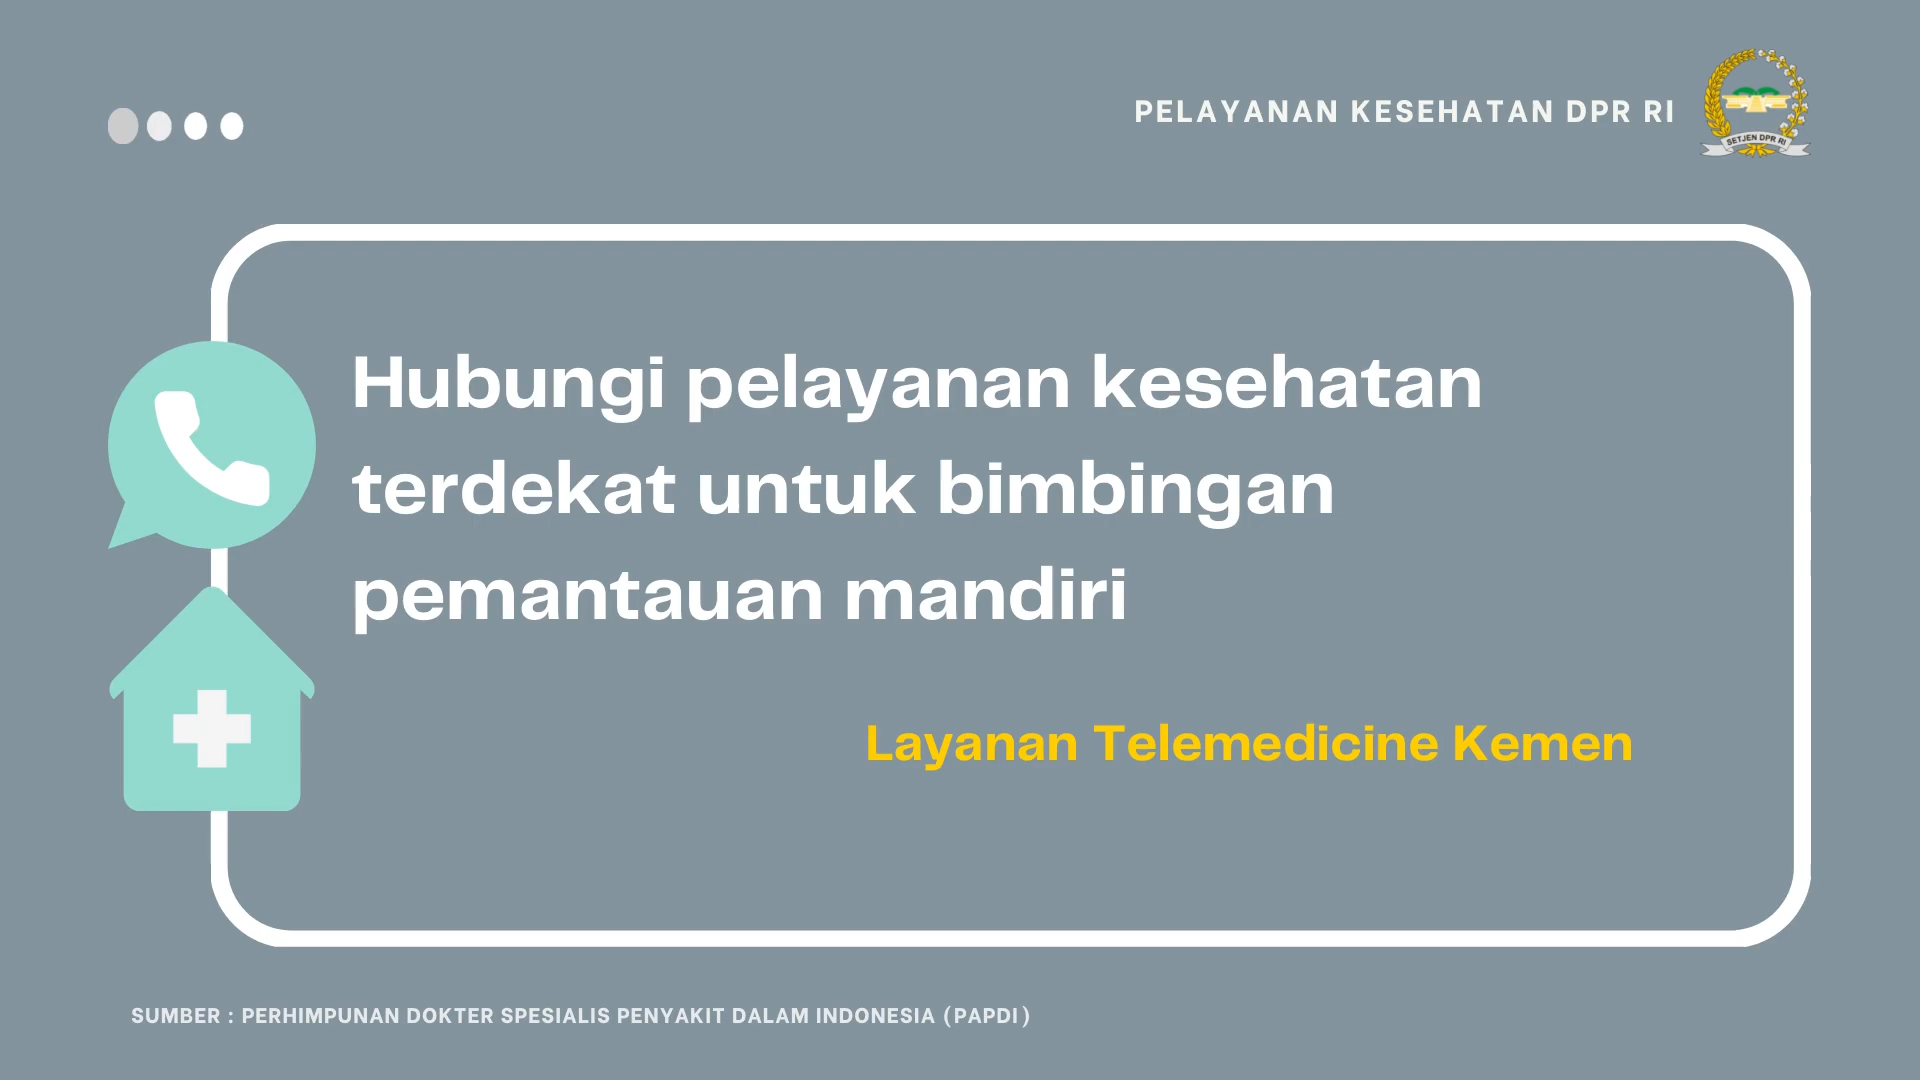 PELAYANAN KESEHATAN DPR RI
SETJEN DPR RI
Hubungi pelayanan kesehatan
terdekat untuk bimbingan
pemantauan mandiri
Layanan Telemedicine Kemen
SUMBER : PERHIMPUNAN DOKTER SPESIALIS PENYAKIT DALAM INDONESIA (PAPDI)